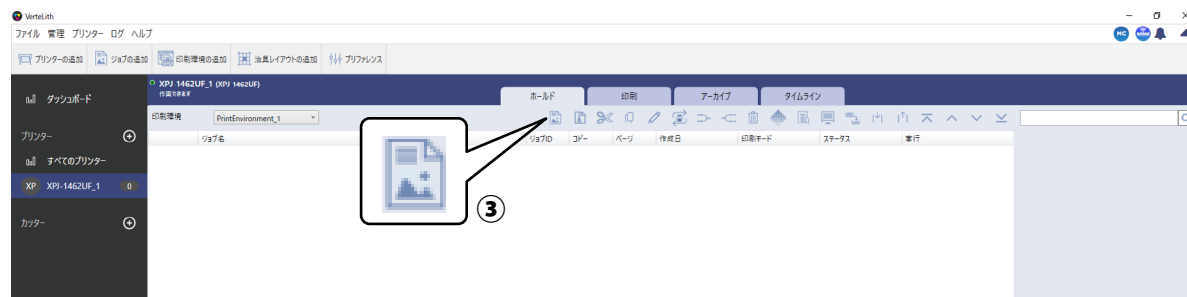 VerteLith
ファイル 管理 プリンター ログ ヘルプ
MC MSM
プリンターの追加 ジョブの追加 印刷環境の追加 治具レイアウトの追加 プリファレンス
ダッシュボード
プリンター
すべてのプリンター
XP XPJ-1462UF_1 0
カッター
XPJ 1462UF_1 (XPJ 1462UF)
作画できます
ホールド 印刷 アーカイブ タイムライン
印刷環境 PrintEnvironment_1
ジョブ名 ジョブID コピー ページ 作成日 印刷モード ステータス 実行
③